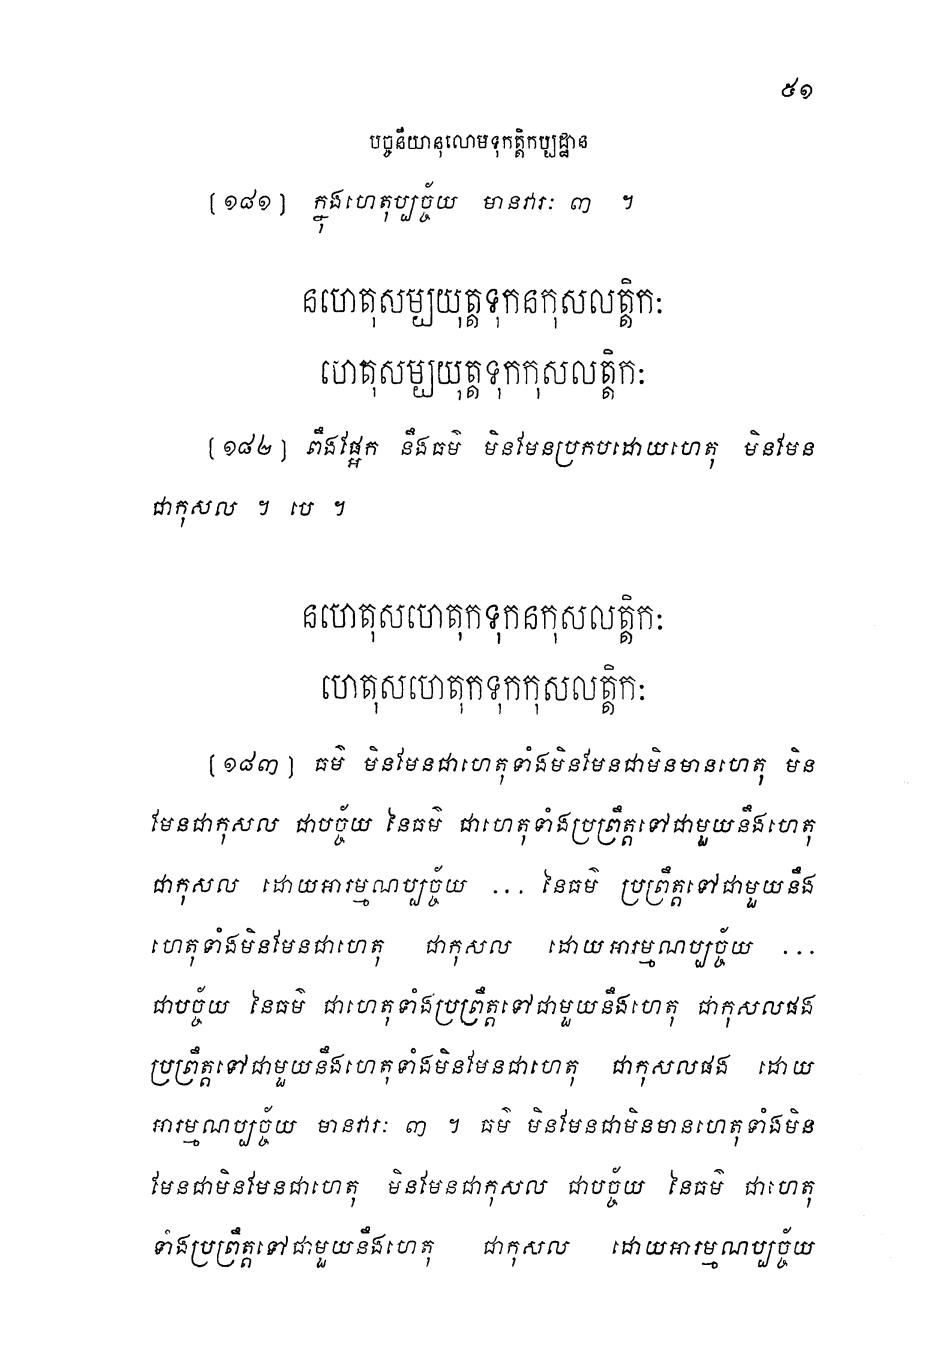 ៥១
បច្ចនីយានុលោមទុកត្តិកប្បដ្ឋាន
[១៨១] ក្នុងហេតុប្បច្ច័យ មានវារៈ ៣ ។
នហេតុសម្បយុត្តទុកនកុសលត្តិកៈ
ហេតុសម្បយុត្តទុកកុសលត្តិកៈ
[១៨២] ពឹងផ្អែក នឹងធម៌ មិនមែនប្រកបដោយហេតុ មិនមែន
ជាកុសល ។ បេ ។
នហេតុសហេតុកទុកនកុសលត្តិកៈ
ហេតុសហេតុកទុកកុសលត្តិកៈ
[១៨៣] ធម៌ មិនមែនជាហេតុទាំងមិនមែនជាមិនមានហេតុ មិន
មែនជាកុសល ជាបច្ច័យ នៃធម៌ ជាហេតុទាំងប្រព្រឹត្តទៅជាមួយនឹងហេតុ
ជាកុសល ដោយអារម្មណប្បច្ច័យ ... នៃធម៌ ប្រព្រឹត្តទៅជាមួយនឹង
ហេតុទាំងមិនមែនជាហេតុ ជាកុសល ដោយអារម្មណប្បច្ច័យ ...
ជាបច្ច័យ នៃធម៌ ជាហេតុទាំងប្រព្រឹត្តទៅជាមួយនឹងហេតុ ជាកុសលផង
ប្រព្រឹត្តទៅជាមួយនឹងហេតុទាំងមិនមែនជាហេតុ ជាកុសលផង ដោយ
អារម្មណប្បច្ច័យ មានវារៈ ៣ ។ ធម៌ មិនមែនជាមិនមានហេតុទាំងមិន
មែនជាមិនមែនជាហេតុ មិនមែនជាកុសល ជាបច្ច័យ នៃធម៌ ជាហេតុ
ទាំងប្រព្រឹត្តទៅជាមួយនឹងហេតុ ជាកុសល ដោយអារម្មណប្បច្ច័យ